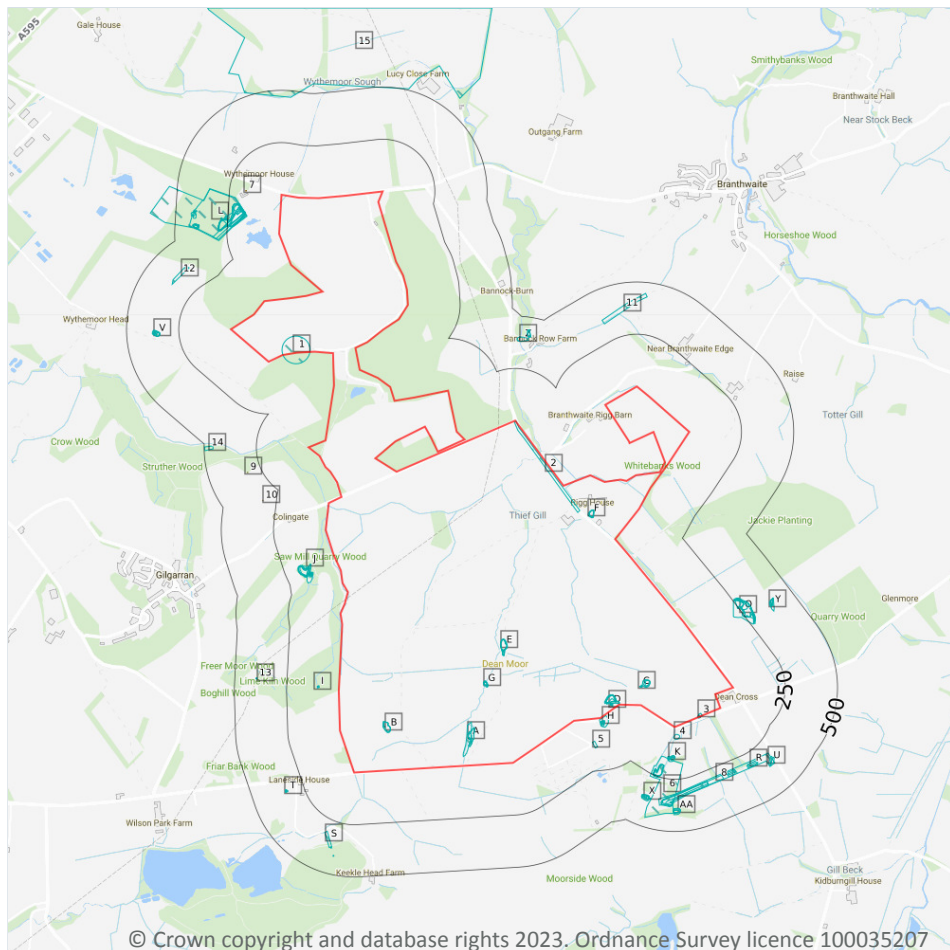 Gale House
A595
15
Smithybanks Wood
Lucy Close Farm
Wythemoor Sough
Branthwaite Hall
Near Stock Beck
Outgang Farm
Wythemoor House
7
Branthwaite
L
Horseshoe Wood
12
Bannock-Burn
11
Wythemoor Head
V
Z
Bannock Row Farm
1
Near Branthwaite Edge
Raise
Branthwaite Rigg Barn
Totter Gill
Crow Wood
14
Struther Wood
9
2
Whitebanks Wood
10
Rigg House
F
Colingate
Thief Gill
Jackie Planting
Saw Mill Quarry Wood
J
Gilgarran
Glenmore
Q
Y
Quarry Wood
E
Dean Moor
Freer Moor Wood
13
Lime Kiln Wood
I
G
C
Boghill Wood
D
Dean Cross
3
250
H
500
B
A
4
5
K
Friar Bank Wood
R
U
Laneside House
T
8
6
X
AA
Wilson Park Farm
S
Keekle Head Farm
Moorside Wood
Gill Beck
Kidburngill House
© Crown copyright and database rights 2023. Ordnance Survey licence 100035207